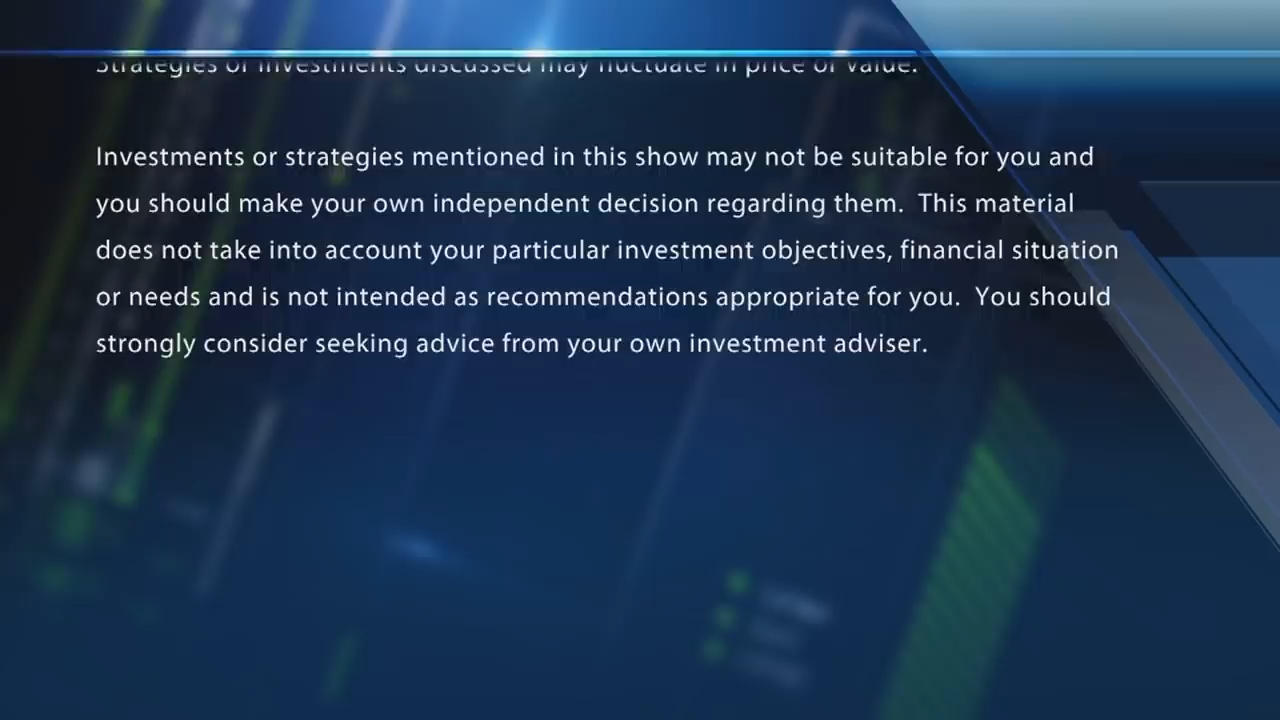 Strategies or investments discussed may fluctuate in price or value.
Investments or strategies mentioned in this show may not be suitable for you and
you should make your own independent decision regarding them.  This material
does not take into account your particular investment objectives, financial situation
or needs and is not intended as recommendations appropriate for you.  You should
strongly consider seeking advice from your own investment adviser.